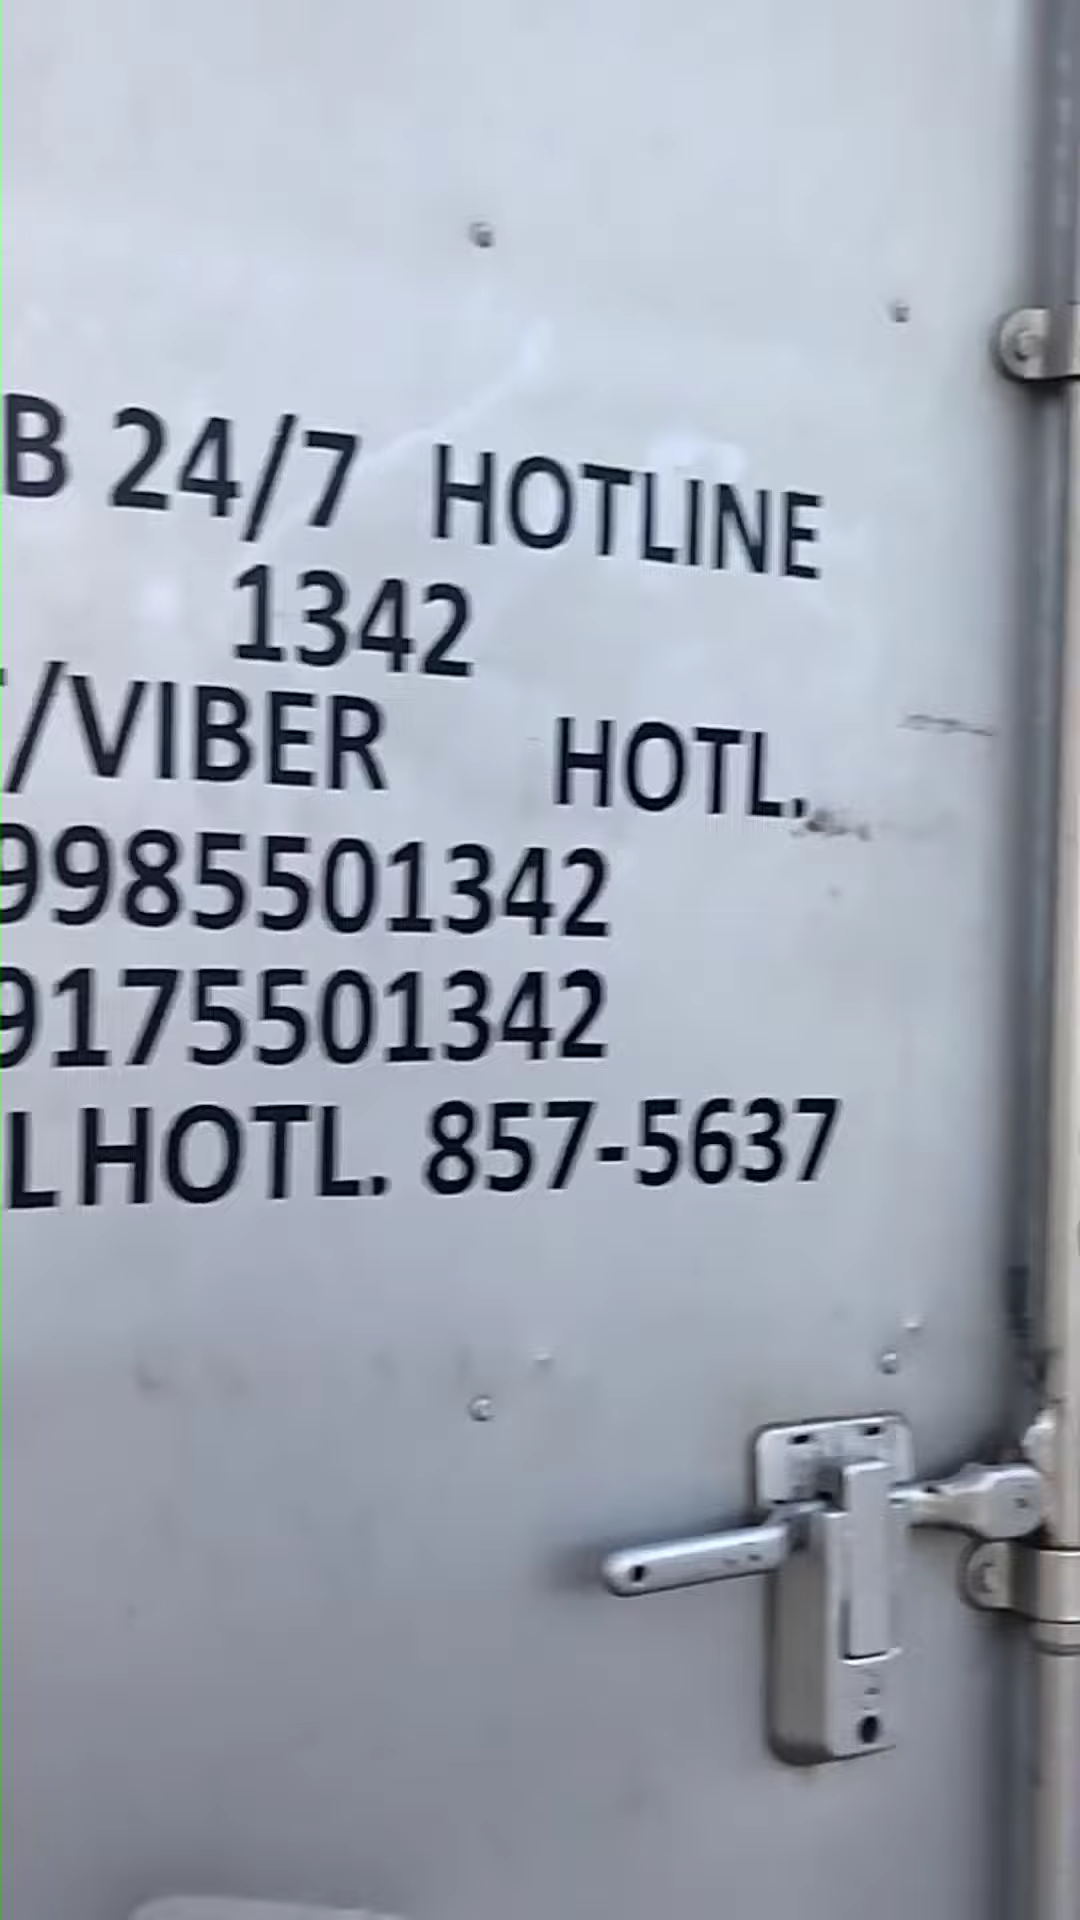 B 24/7 HOTLINE
1342
/VIBER HOTL.
9985501342
9175501342
L HOTL. 857-5637